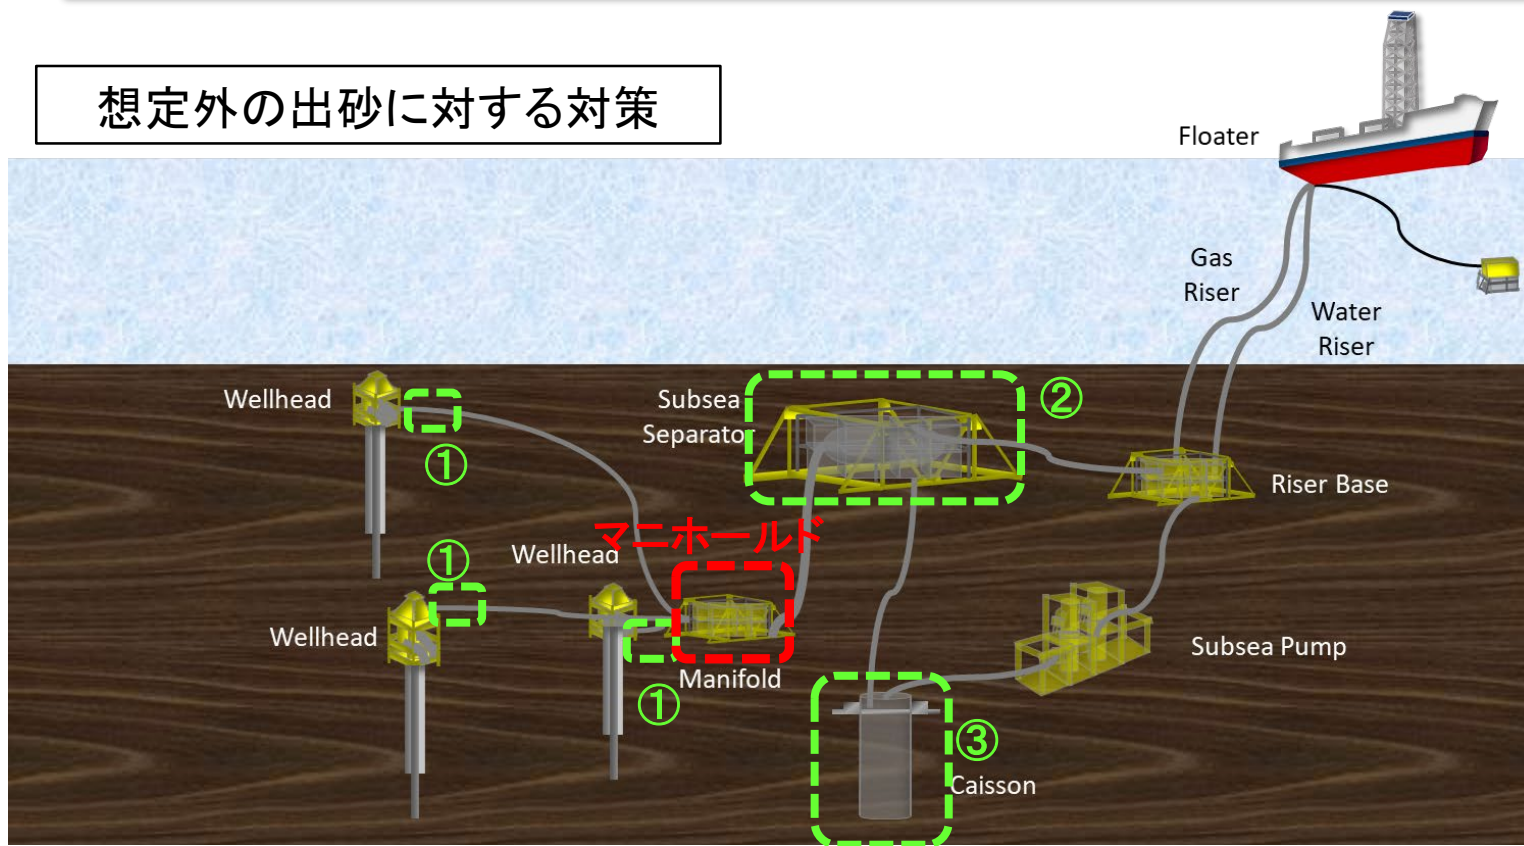 想定外の出砂に対する対策
Floater
Gas
Riser
Water
Riser
Wellhead
①
Subsea
Separator
②
Riser Base
マニホールド
Wellhead
①
Wellhead
Manifold
①
Subsea Pump
③
Caisson